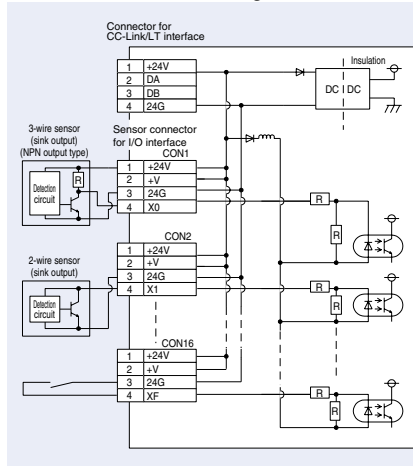 Connector for
CC-Link/LT interface
1 +24V
2 DA
3 DB
4 24G
Insulation
DC DC
3-wire sensor
(sink output)
(NPN output type)
Sensor connector
for I/O interface
CON1
1 +24V
2 +V
3 24G
4 X0
Detection
circuit
R
R
R
CON2
1 +24V
2 +V
3 24G
4 X1
2-wire sensor
(sink output)
Detection
circuit
R
R
CON16
1 +24V
2 +V
3 24G
4 XF
R
R